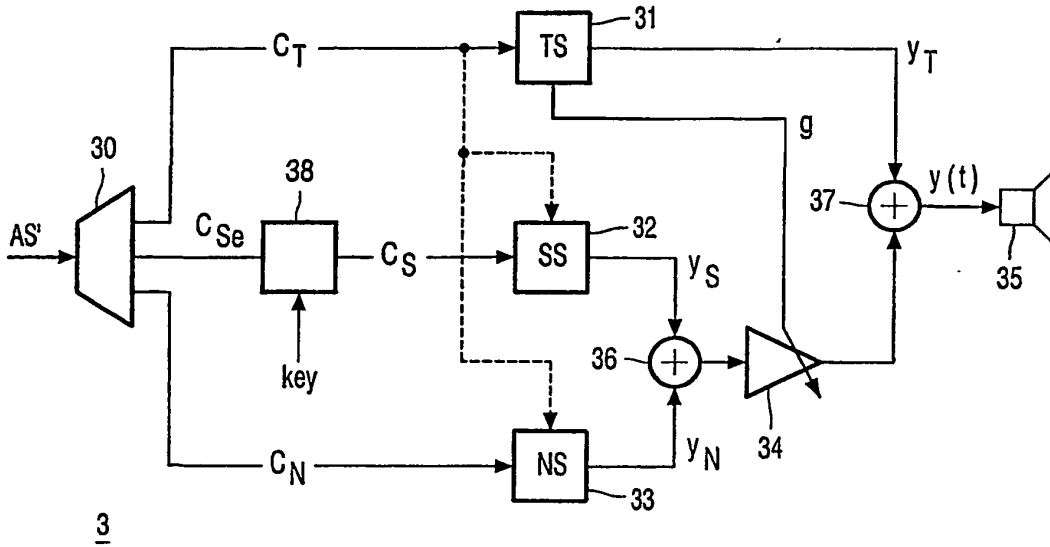 31
C_T
TS
y_T
30
g
38
37
y(t)
AS'
C_Se
C_S
32
SS
y_S
35
key
36
34
C_N
NS
y_N
33
3